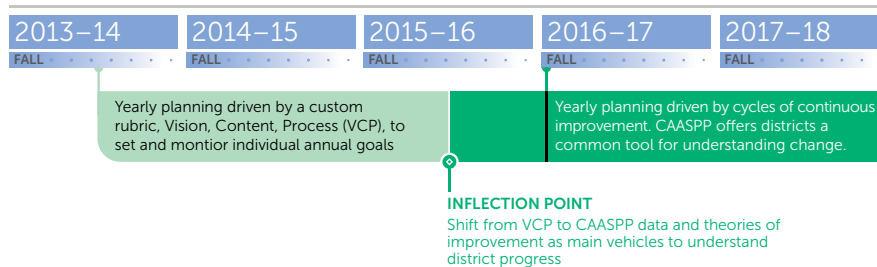 2013–14 2014–15 2015–16 2016–17 2017–18
FALL FALL FALL FALL FALL
Yearly planning driven by a custom
rubric, Vision, Content, Process (VCP), to
set and montior individual annual goals
Yearly planning driven by cycles of continuous
improvement. CAASPP offers districts a
common tool for understanding change.
INFLECTION POINT
Shift from VCP to CAASPP data and theories of
improvement as main vehicles to understand
district progress